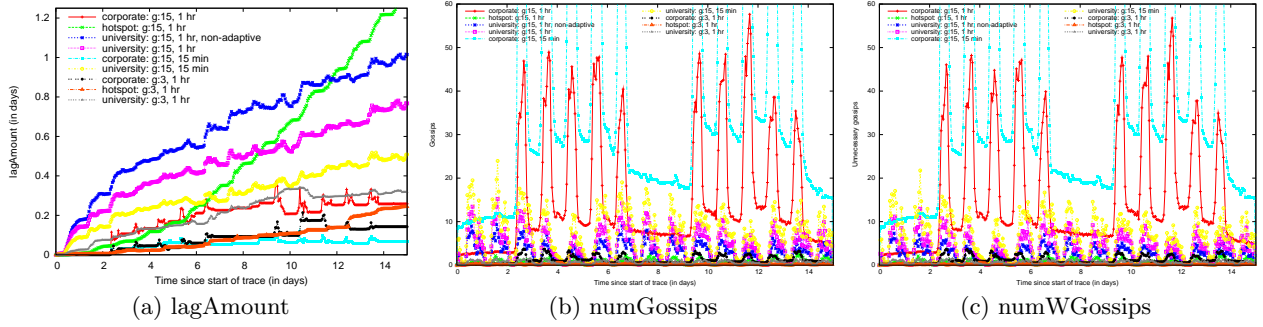 corporate: g:15, 1 hr
hotspot: g:15, 1 hr
university: g:15, 1 hr, non-adaptive
university: g:15, 1 hr
corporate: g:15, 15 min
university: g:15, 15 min
corporate: g:3, 1 hr
hotspot: g:3, 1 hr
university: g:3, 1 hr
lagAmount (in days)
0
0.2
0.4
0.6
0.8
1
1.2
0 2 4 6 8 10 12 14
Time since start of trace (in days)
(a) lagAmount
corporate: g:15, 1 hr
hotspot: g:15, 1 hr
university: g:15, 1 hr, non-adaptive
university: g:15, 1 hr
corporate: g:15, 15 min
university: g:15, 15 min
corporate: g:3, 1 hr
hotspot: g:3, 1 hr
university: g:3, 1 hr
Gossips
0
10
20
30
40
50
60
0 2 4 6 8 10 12 14
Time since start of trace (in days)
(b) numGossips
corporate: g:15, 1 hr
hotspot: g:15, 1 hr
university: g:15, 1 hr, non-adaptive
university: g:15, 1 hr
corporate: g:15, 15 min
university: g:15, 15 min
corporate: g:3, 1 hr
hotspot: g:3, 1 hr
university: g:3, 1 hr
Unnecessary gossips
0
10
20
30
40
50
60
0 2 4 6 8 10 12 14
Time since start of trace (in days)
(c) numWGossips